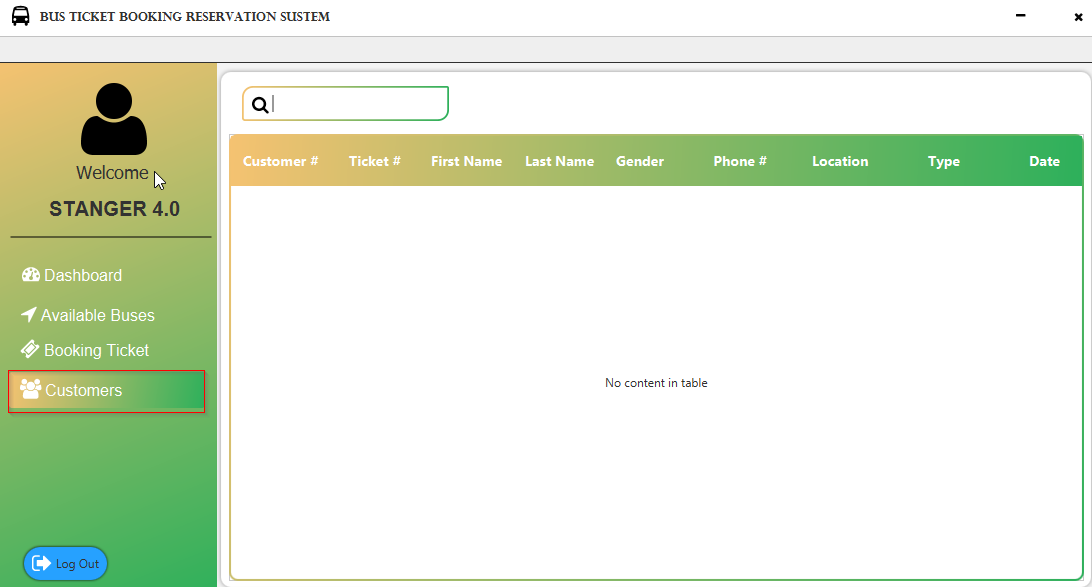 BUS TICKET BOOKING RESERVATION SUSTEM
Welcome
STANGER 4.0
Dashboard
Available Buses
Booking Ticket
Customers
Log Out
Customer # Ticket # First Name Last Name Gender Phone # Location Type Date
No content in table